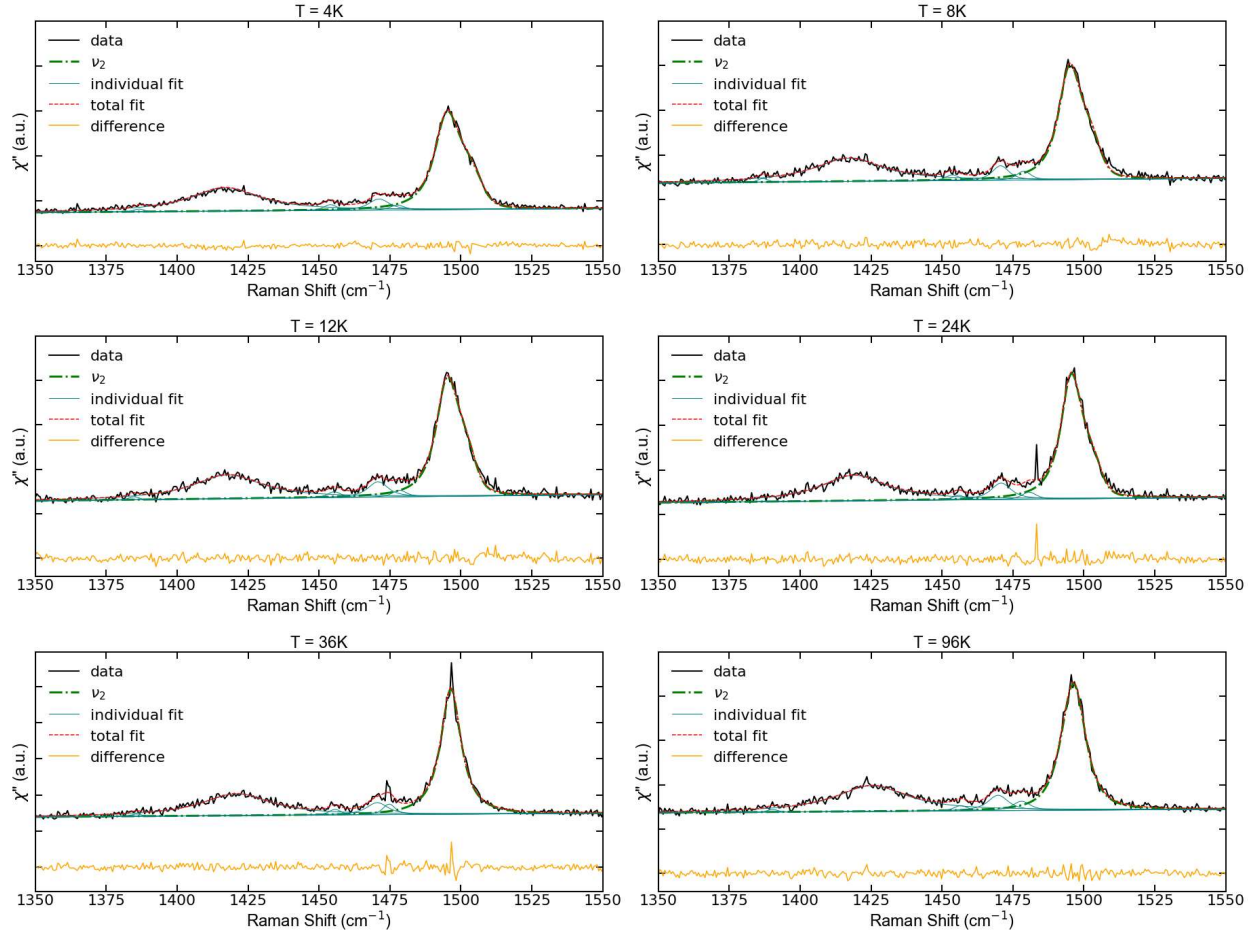 T = 4K
data
ν₂
individual fit
total fit
difference
χ" (a.u.)
1350 1375 1400 1425 1450 1475 1500 1525 1550
Raman Shift (cm⁻¹)
T = 8K
data
ν₂
individual fit
total fit
difference
χ" (a.u.)
1350 1375 1400 1425 1450 1475 1500 1525 1550
Raman Shift (cm⁻¹)
T = 12K
data
ν₂
individual fit
total fit
difference
χ" (a.u.)
1350 1375 1400 1425 1450 1475 1500 1525 1550
Raman Shift (cm⁻¹)
T = 24K
data
ν₂
individual fit
total fit
difference
χ" (a.u.)
1350 1375 1400 1425 1450 1475 1500 1525 1550
Raman Shift (cm⁻¹)
T = 36K
data
ν₂
individual fit
total fit
difference
χ" (a.u.)
1350 1375 1400 1425 1450 1475 1500 1525 1550
Raman Shift (cm⁻¹)
T = 96K
data
ν₂
individual fit
total fit
difference
χ" (a.u.)
1350 1375 1400 1425 1450 1475 1500 1525 1550
Raman Shift (cm⁻¹)